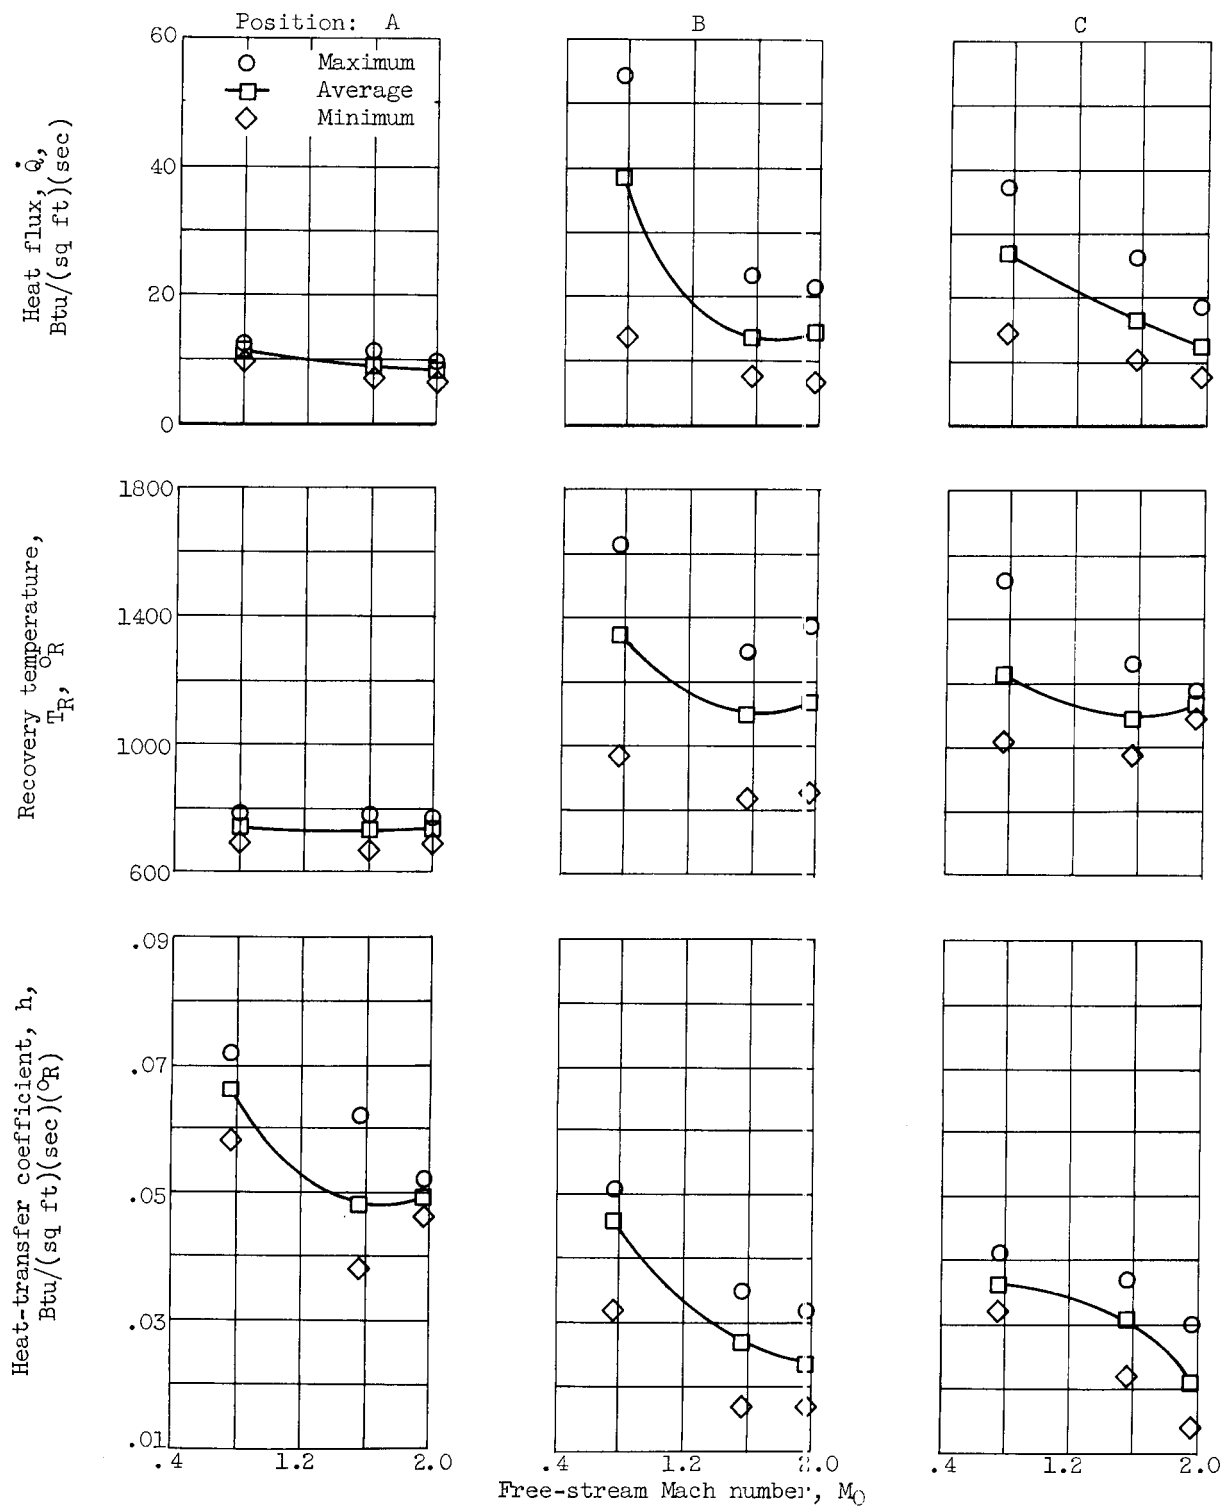 Position: A
B
C
Maximum
Average
Minimum
60
40
20
0
Heat flux, Q̇,
Btu/(sq ft)(sec)
1800
1400
1000
600
Recovery temperature,
T_R, °R
.09
.07
.05
.03
.01
Heat-transfer coefficient, h,
Btu/(sq ft)(sec)(°R)
.4 1.2 2.0
.4 1.2 2.0
.4 1.2 2.0
Free-stream Mach number, M₀